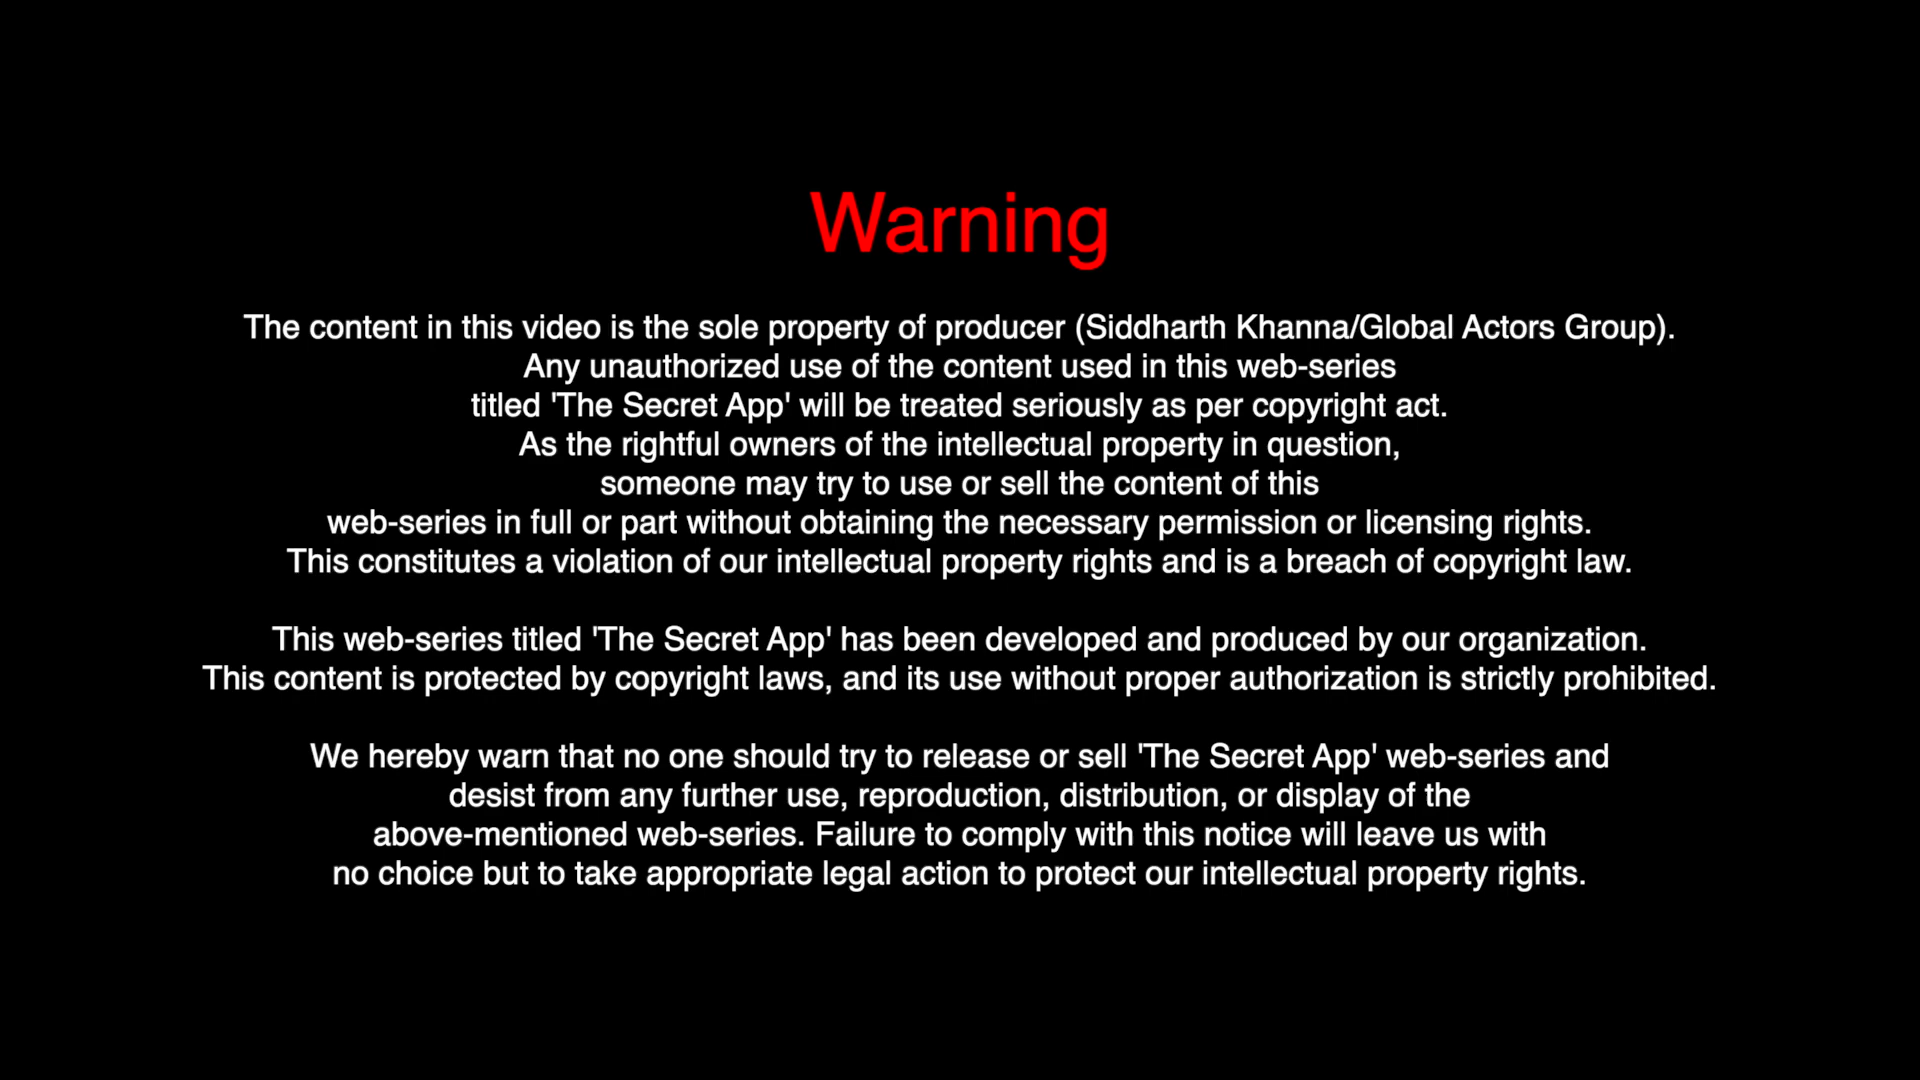 Warning
The content in this video is the sole property of producer (Siddharth Khanna/Global Actors Group).
Any unauthorized use of the content used in this web-series
titled 'The Secret App' will be treated seriously as per copyright act.
As the rightful owners of the intellectual property in question,
someone may try to use or sell the content of this
web-series in full or part without obtaining the necessary permission or licensing rights.
This constitutes a violation of our intellectual property rights and is a breach of copyright law.
This web-series titled 'The Secret App' has been developed and produced by our organization.
This content is protected by copyright laws, and its use without proper authorization is strictly prohibited.
We hereby warn that no one should try to release or sell 'The Secret App' web-series and
desist from any further use, reproduction, distribution, or display of the
above-mentioned web-series. Failure to comply with this notice will leave us with
no choice but to take appropriate legal action to protect our intellectual property rights.